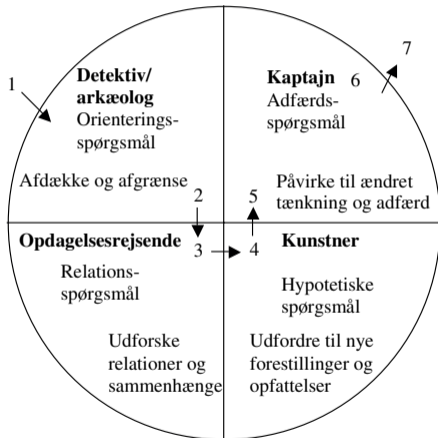 1
Detektiv/
arkæolog
Orienterings-
spørgsmål
Afdække og afgrænse
2
Kaptajn
6
7
Adfærds-
spørgsmål
5
Påvirke til ændret
tænkning og adfærd
Opdagelsesrejsende
3
Relations-
spørgsmål
Udforske
relationer og
sammenhænge
4
Kunstner
Hypotetiske
spørgsmål
Udfordre til nye
forestillinger og
opfattelser